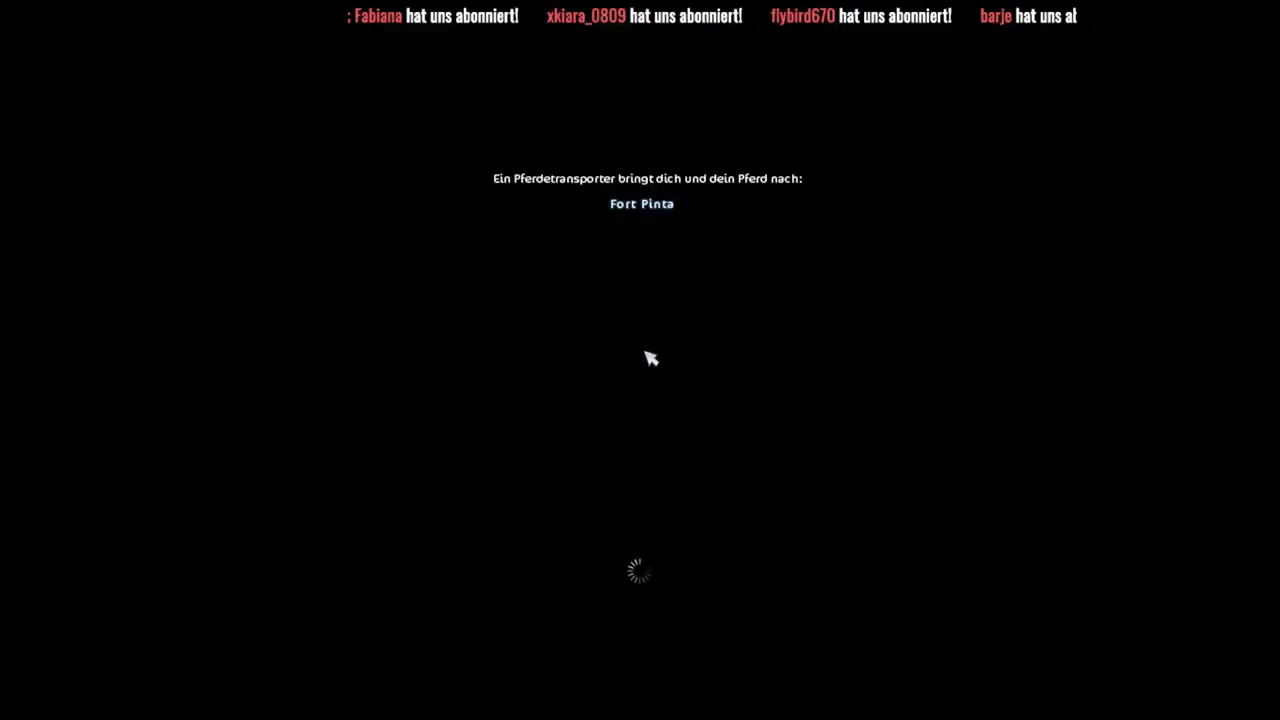 ; Fabiana hat uns abonniert! xkiara_0809 hat uns abonniert! flybird670 hat uns abonniert! barje hat uns ab
Ein Pferdetransporter bringt dich und dein Pferd nach:
Fort Pinta